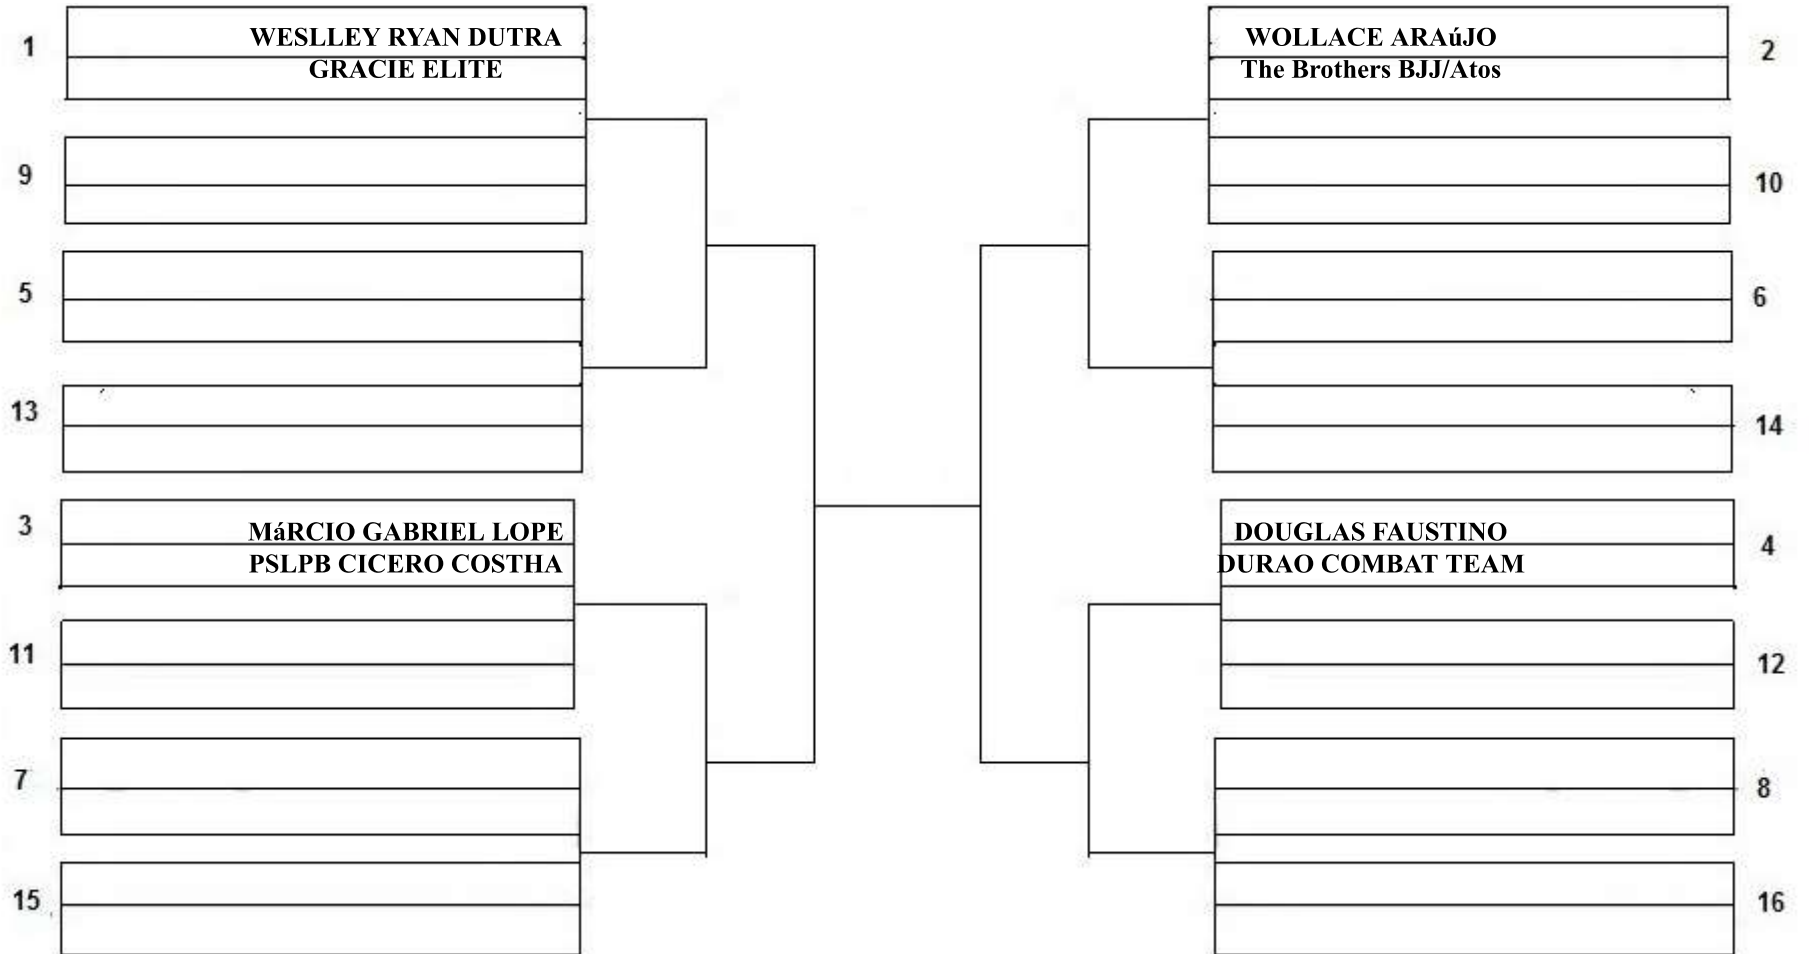 1
WESLLEY RYAN DUTRA
GRACIE ELITE
9
5
13
3
MáRCIO GABRIEL LOPE
PSLPB CICERO COSTHA
11
7
15
WOLLACE ARAúJO
The Brothers BJJ/Atos
2
10
6
14
DOUGLAS FAUSTINO
DURAO COMBAT TEAM
4
12
8
16